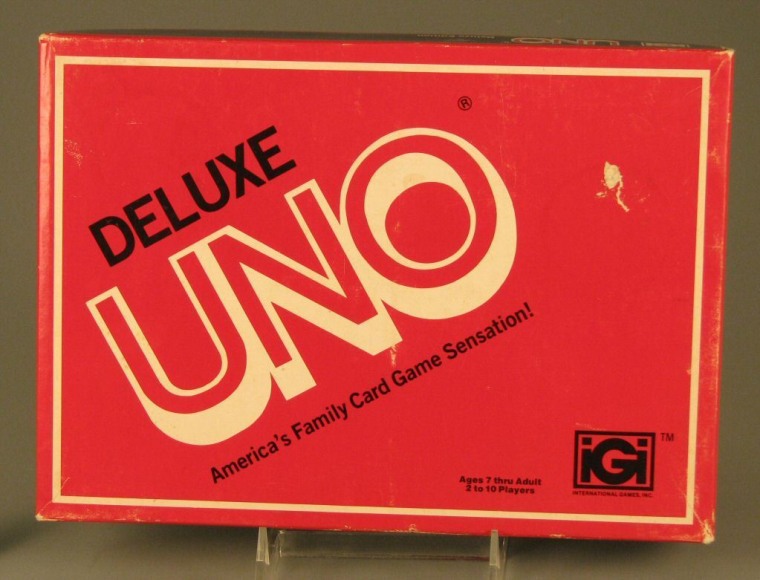 DELUXE
UNO®
America's Family Card Game Sensation!
Ages 7 thru Adult
2 to 10 Players
iGi ™
INTERNATIONAL GAMES, INC.